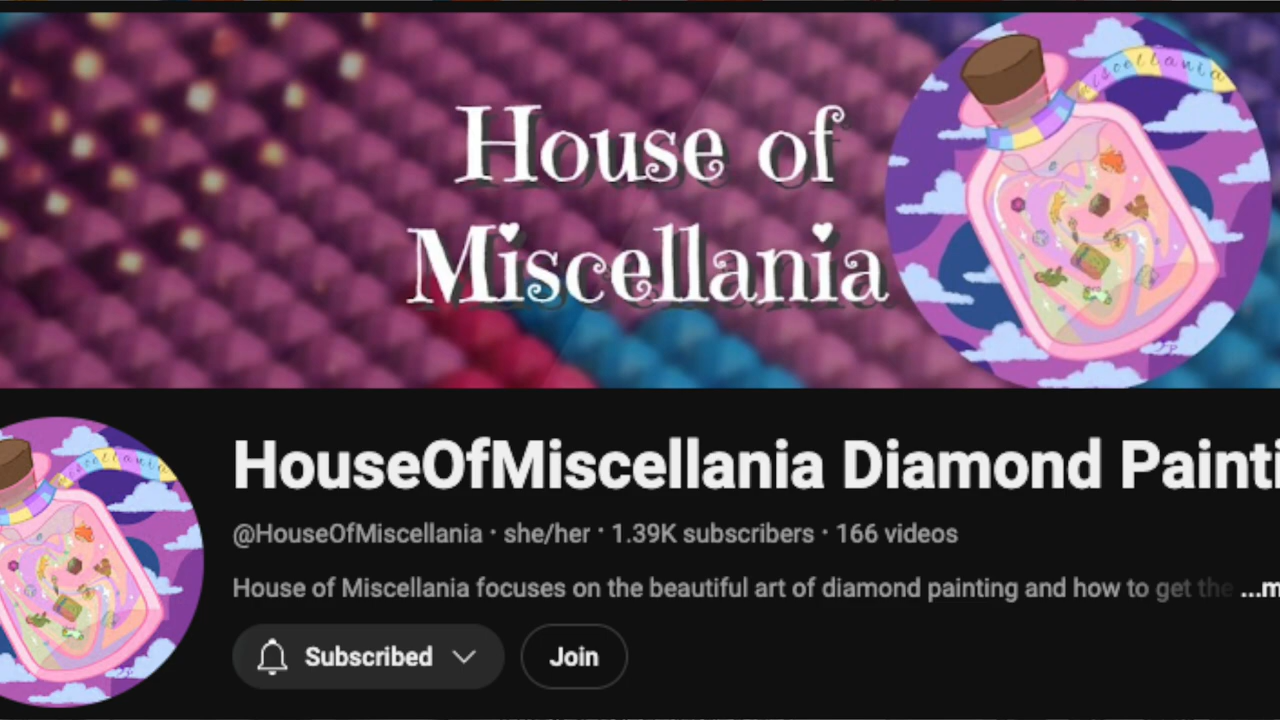 House of
Miscellania
miscellania
HouseOfMiscellania Diamond Painti
@HouseOfMiscellania · she/her · 1.39K subscribers · 166 videos
House of Miscellania focuses on the beautiful art of diamond painting and how to get the ...m
Subscribed
Join